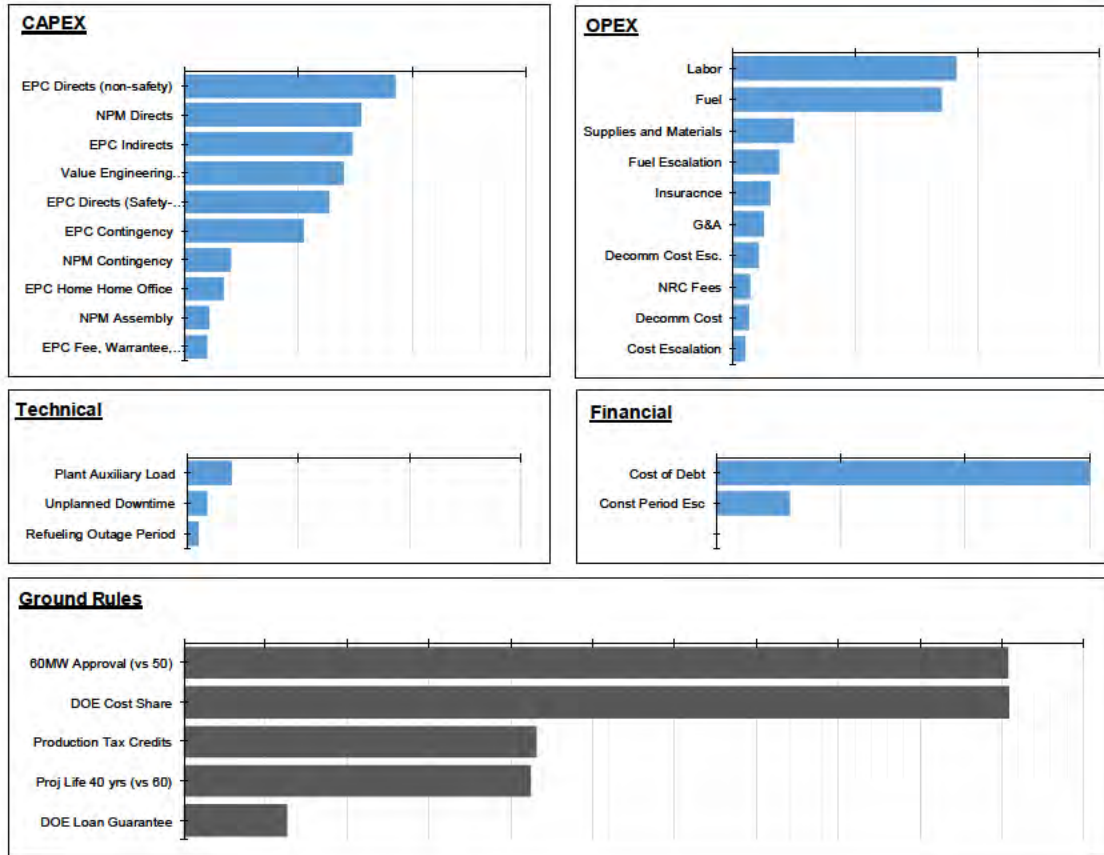 CAPEX
EPC Directs (non-safety)
NPM Directs
EPC Indirects
Value Engineering..
EPC Directs (Safety-..
EPC Contingency
NPM Contingency
EPC Home Home Office
NPM Assembly
EPC Fee, Warrantee,..
OPEX
Labor
Fuel
Supplies and Materials
Fuel Escalation
Insuracnce
G&A
Decomm Cost Esc.
NRC Fees
Decomm Cost
Cost Escalation
Technical
Plant Auxiliary Load
Unplanned Downtime
Refueling Outage Period
Financial
Cost of Debt
Const Period Esc
Ground Rules
60MW Approval (vs 50)
DOE Cost Share
Production Tax Credits
Proj Life 40 yrs (vs 60)
DOE Loan Guarantee